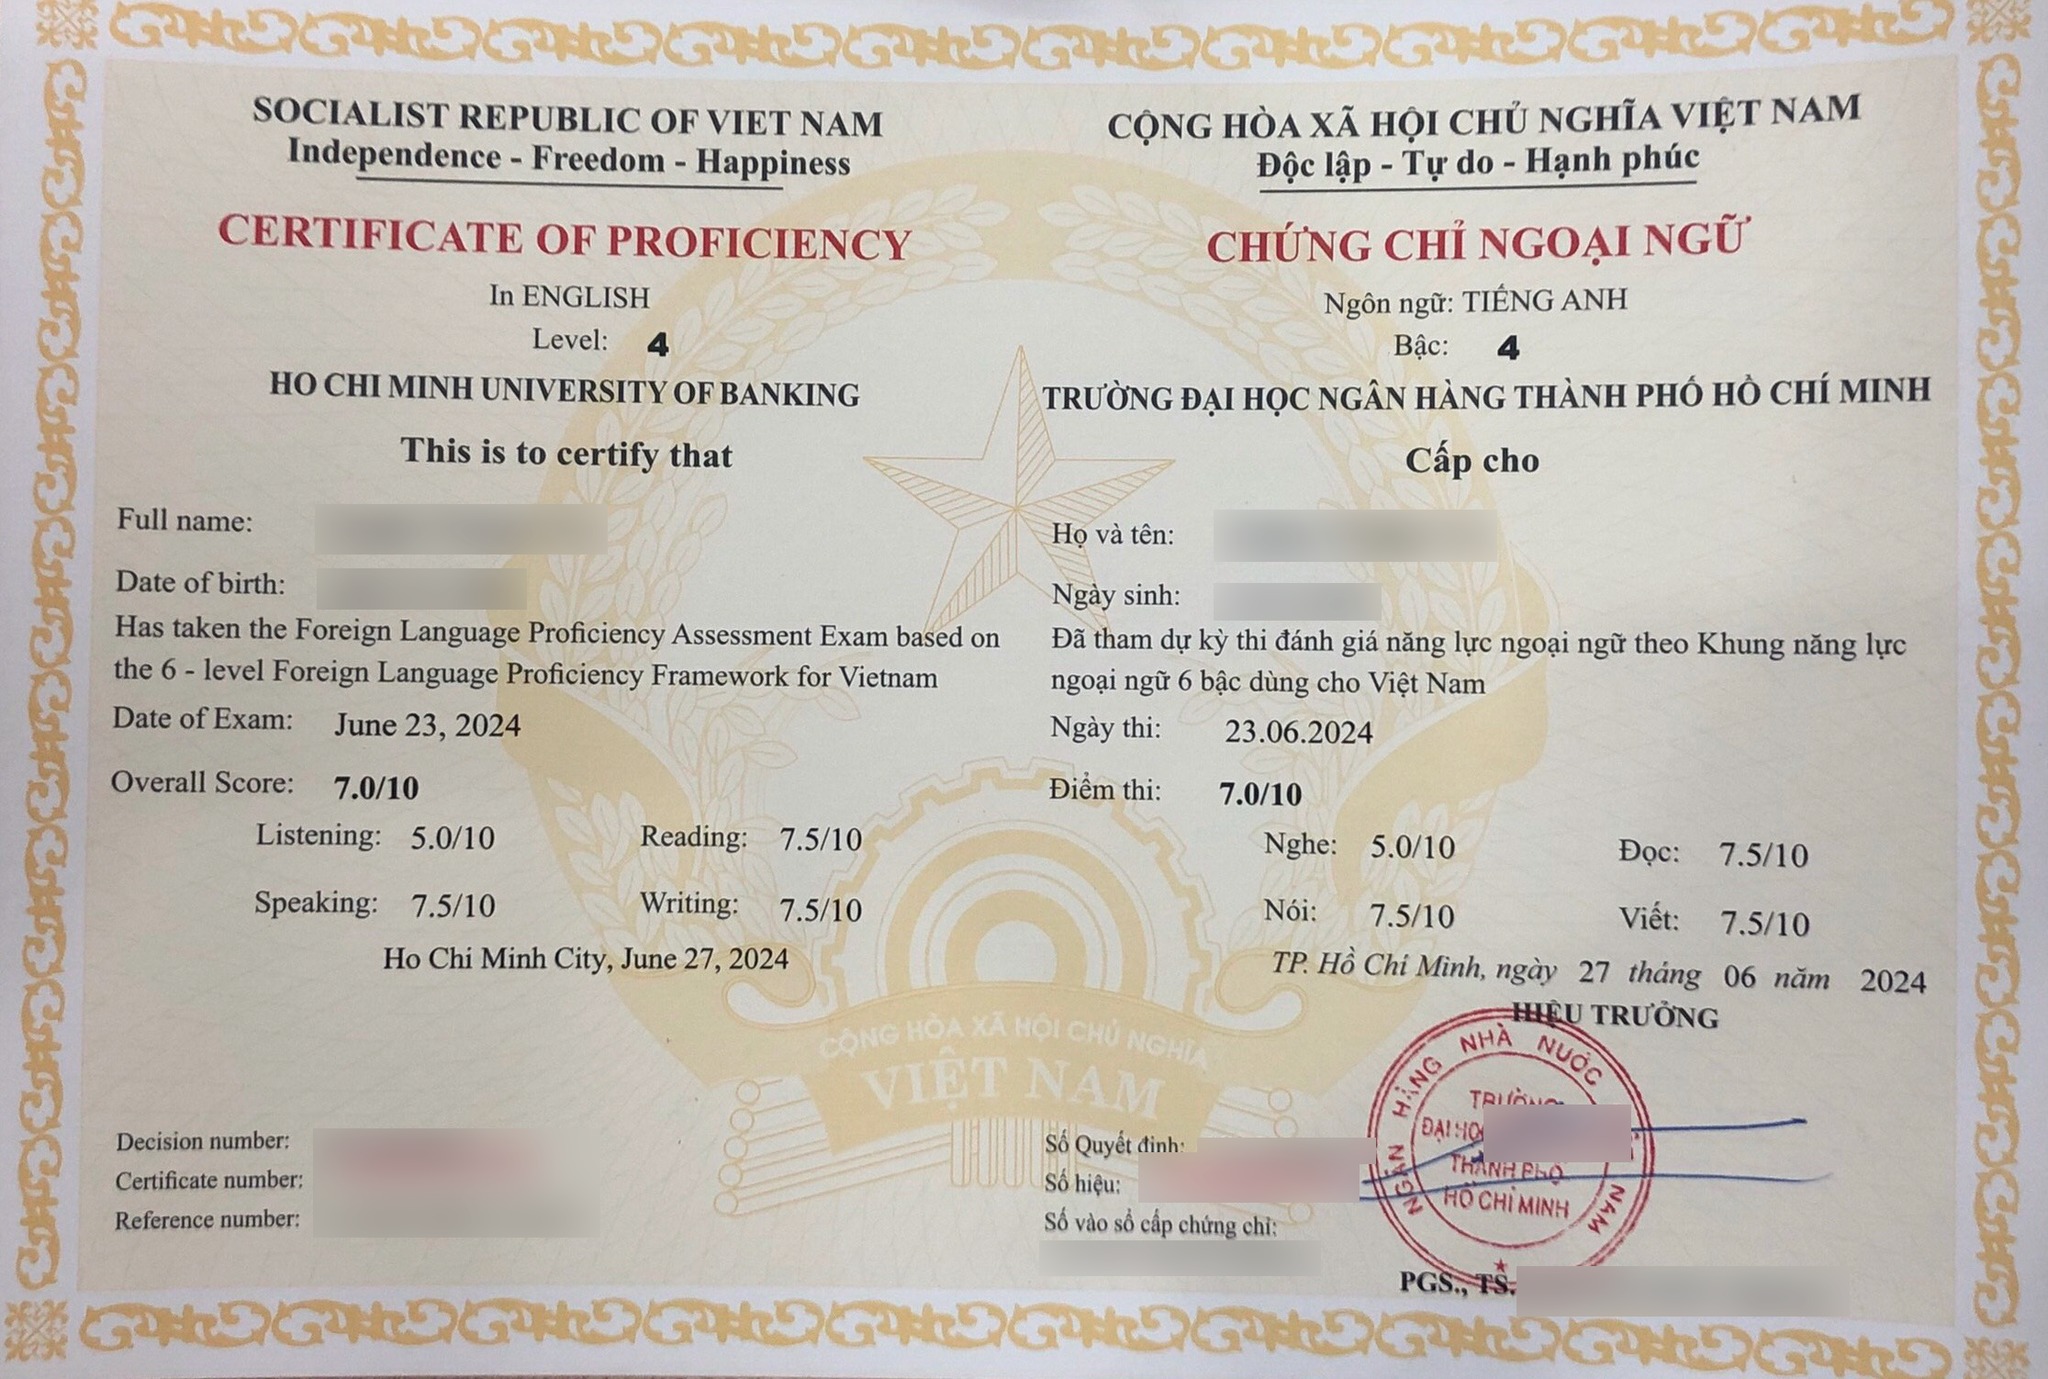 SOCIALIST REPUBLIC OF VIET NAM
Independence - Freedom - Happiness
CERTIFICATE OF PROFICIENCY
In ENGLISH
Level: 4
HO CHI MINH UNIVERSITY OF BANKING
This is to certify that
Full name:
Date of birth:
Has taken the Foreign Language Proficiency Assessment Exam based on
the 6 - level Foreign Language Proficiency Framework for Vietnam
Date of Exam: June 23, 2024
Overall Score: 7.0/10
Listening: 5.0/10 Reading: 7.5/10
Speaking: 7.5/10 Writing: 7.5/10
Ho Chi Minh City, June 27, 2024
Decision number:
Certificate number:
Reference number:
CỘNG HÒA XÃ HỘI CHỦ NGHĨA VIỆT NAM
Độc lập - Tự do - Hạnh phúc
CHỨNG CHỈ NGOẠI NGỮ
Ngôn ngữ: TIẾNG ANH
Bậc: 4
TRƯỜNG ĐẠI HỌC NGÂN HÀNG THÀNH PHỐ HỒ CHÍ MINH
Cấp cho
Họ và tên:
Ngày sinh:
Đã tham dự kỳ thi đánh giá năng lực ngoại ngữ theo Khung năng lực
ngoại ngữ 6 bậc dùng cho Việt Nam
Ngày thi: 23.06.2024
Điểm thi: 7.0/10
Nghe: 5.0/10 Đọc: 7.5/10
Nói: 7.5/10 Viết: 7.5/10
TP. Hồ Chí Minh, ngày 27 tháng 06 năm 2024
HIỆU TRƯỞNG
NGÂN HÀNG NHÀ NƯỚC NAM
TRƯỜNG
ĐẠI HỌC
THÀNH PHỐ
HỒ CHÍ MINH
Số Quyết định:
Số hiệu:
Số vào sổ cấp chứng chỉ:
PGS., TS.
CỘNG HÒA XÃ HỘI CHỦ NGHĨA
VIỆT NAM